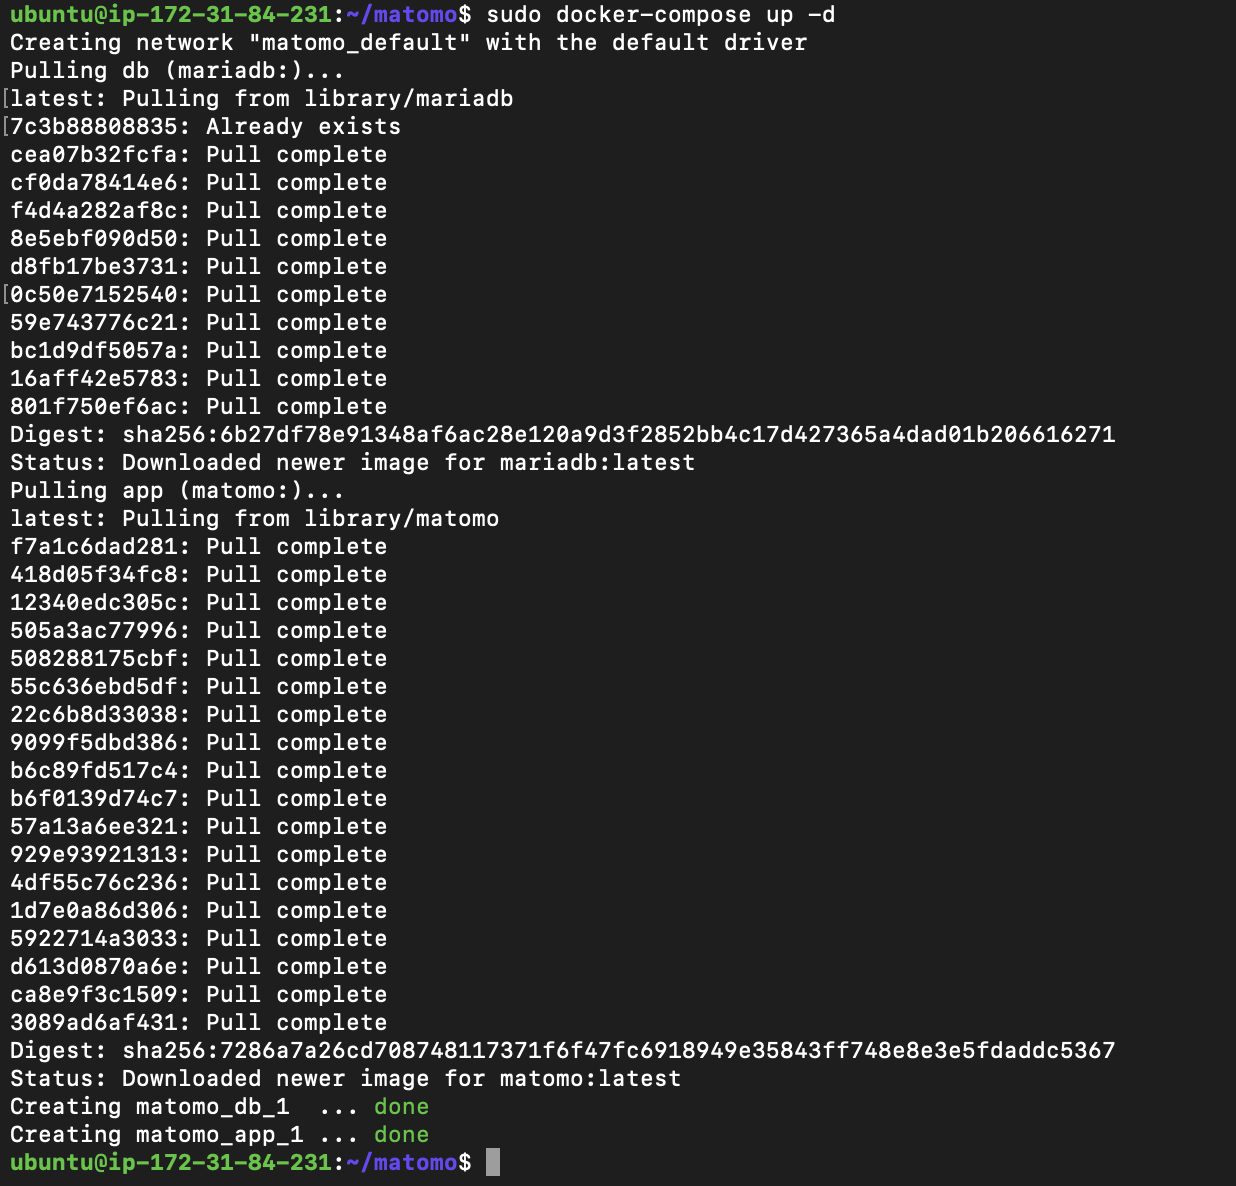 ubuntu@ip-172-31-84-231:~/matomo$ sudo docker-compose up -d
Creating network "matomo_default" with the default driver
Pulling db (mariadb:)...
[latest: Pulling from library/mariadb
[7c3b88808835: Already exists
cea07b32fcfa: Pull complete
cf0da78414e6: Pull complete
f4d4a282af8c: Pull complete
8e5ebf090d50: Pull complete
d8fb17be3731: Pull complete
[0c50e7152540: Pull complete
59e743776c21: Pull complete
bc1d9df5057a: Pull complete
16aff42e5783: Pull complete
801f750ef6ac: Pull complete
Digest: sha256:6b27df78e91348af6ac28e120a9d3f2852bb4c17d427365a4dad01b206616271
Status: Downloaded newer image for mariadb:latest
Pulling app (matomo:)...
latest: Pulling from library/matomo
f7a1c6dad281: Pull complete
418d05f34fc8: Pull complete
12340edc305c: Pull complete
505a3ac77996: Pull complete
508288175cbf: Pull complete
55c636ebd5df: Pull complete
22c6b8d33038: Pull complete
9099f5dbd386: Pull complete
b6c89fd517c4: Pull complete
b6f0139d74c7: Pull complete
57a13a6ee321: Pull complete
929e93921313: Pull complete
4df55c76c236: Pull complete
1d7e0a86d306: Pull complete
5922714a3033: Pull complete
d613d0870a6e: Pull complete
ca8e9f3c1509: Pull complete
3089ad6af431: Pull complete
Digest: sha256:7286a7a26cd708748117371f6f47fc6918949e35843ff748e8e3e5fdaddc5367
Status: Downloaded newer image for matomo:latest
Creating matomo_db_1  ... done
Creating matomo_app_1 ... done
ubuntu@ip-172-31-84-231:~/matomo$